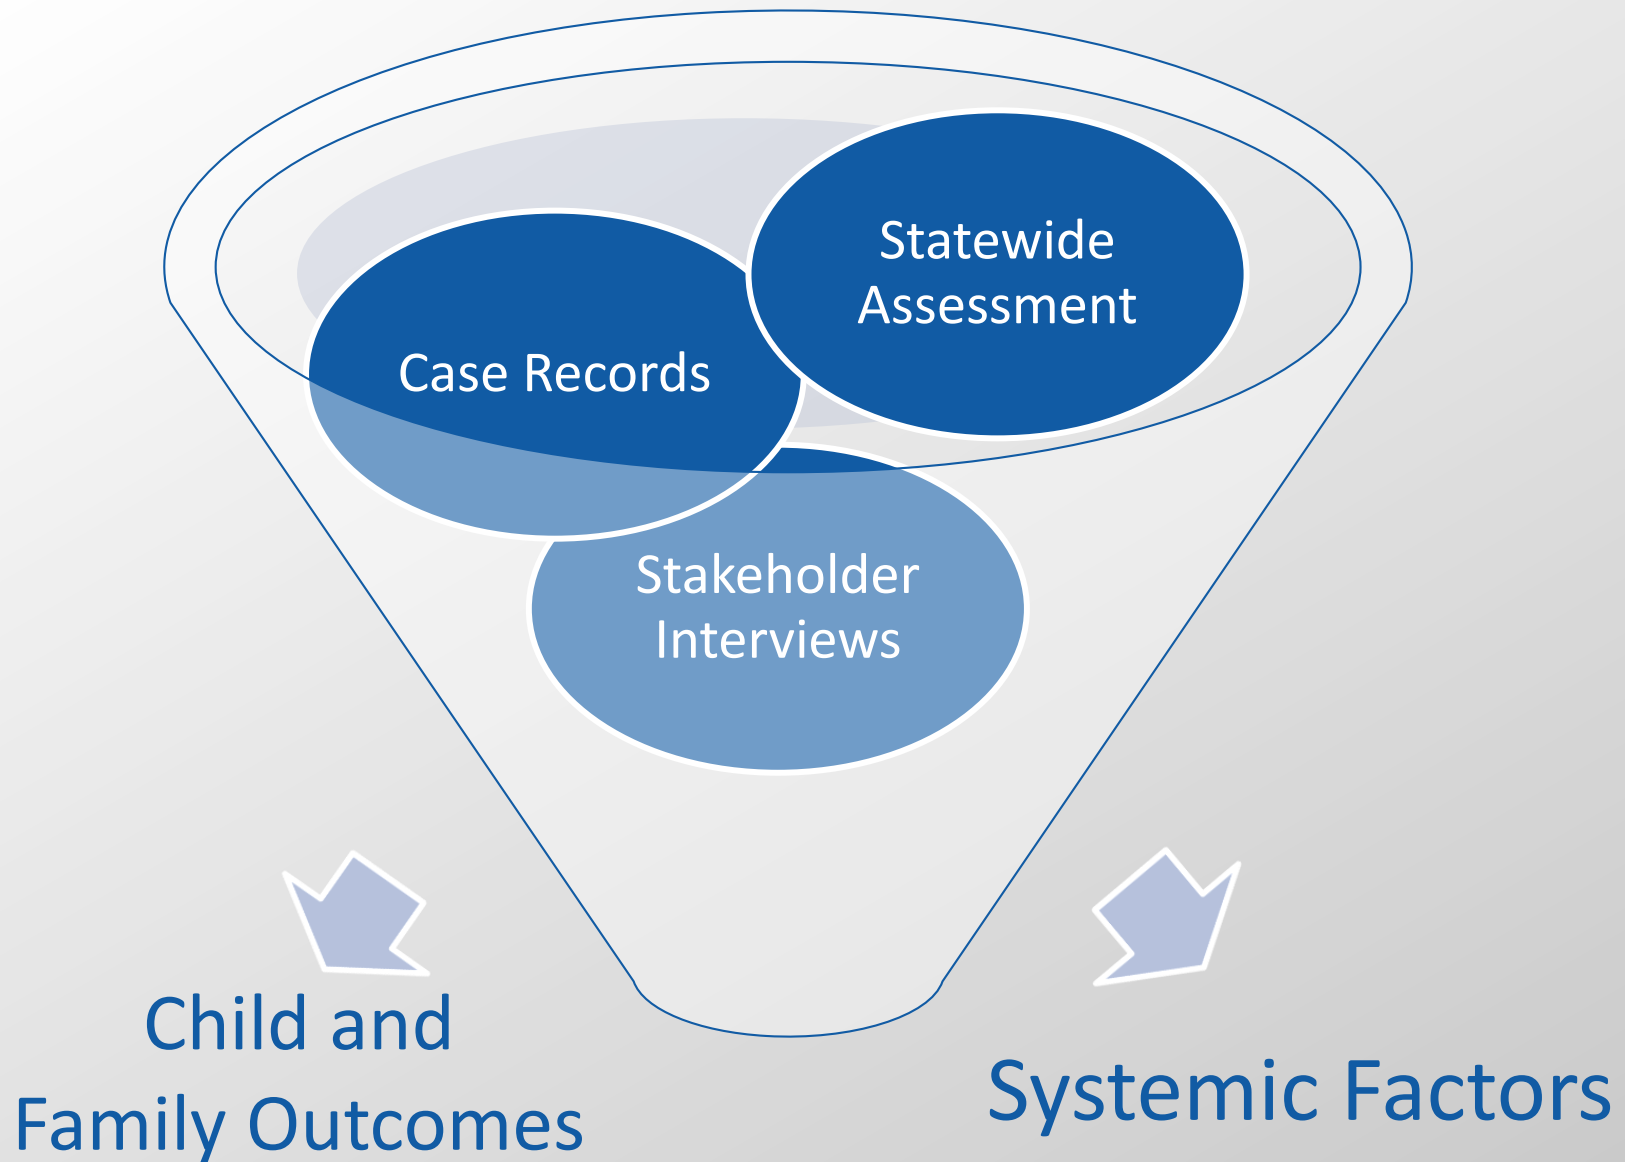 Statewide
Assessment
Case Records
Stakeholder
Interviews
Child and
Family Outcomes
Systemic Factors